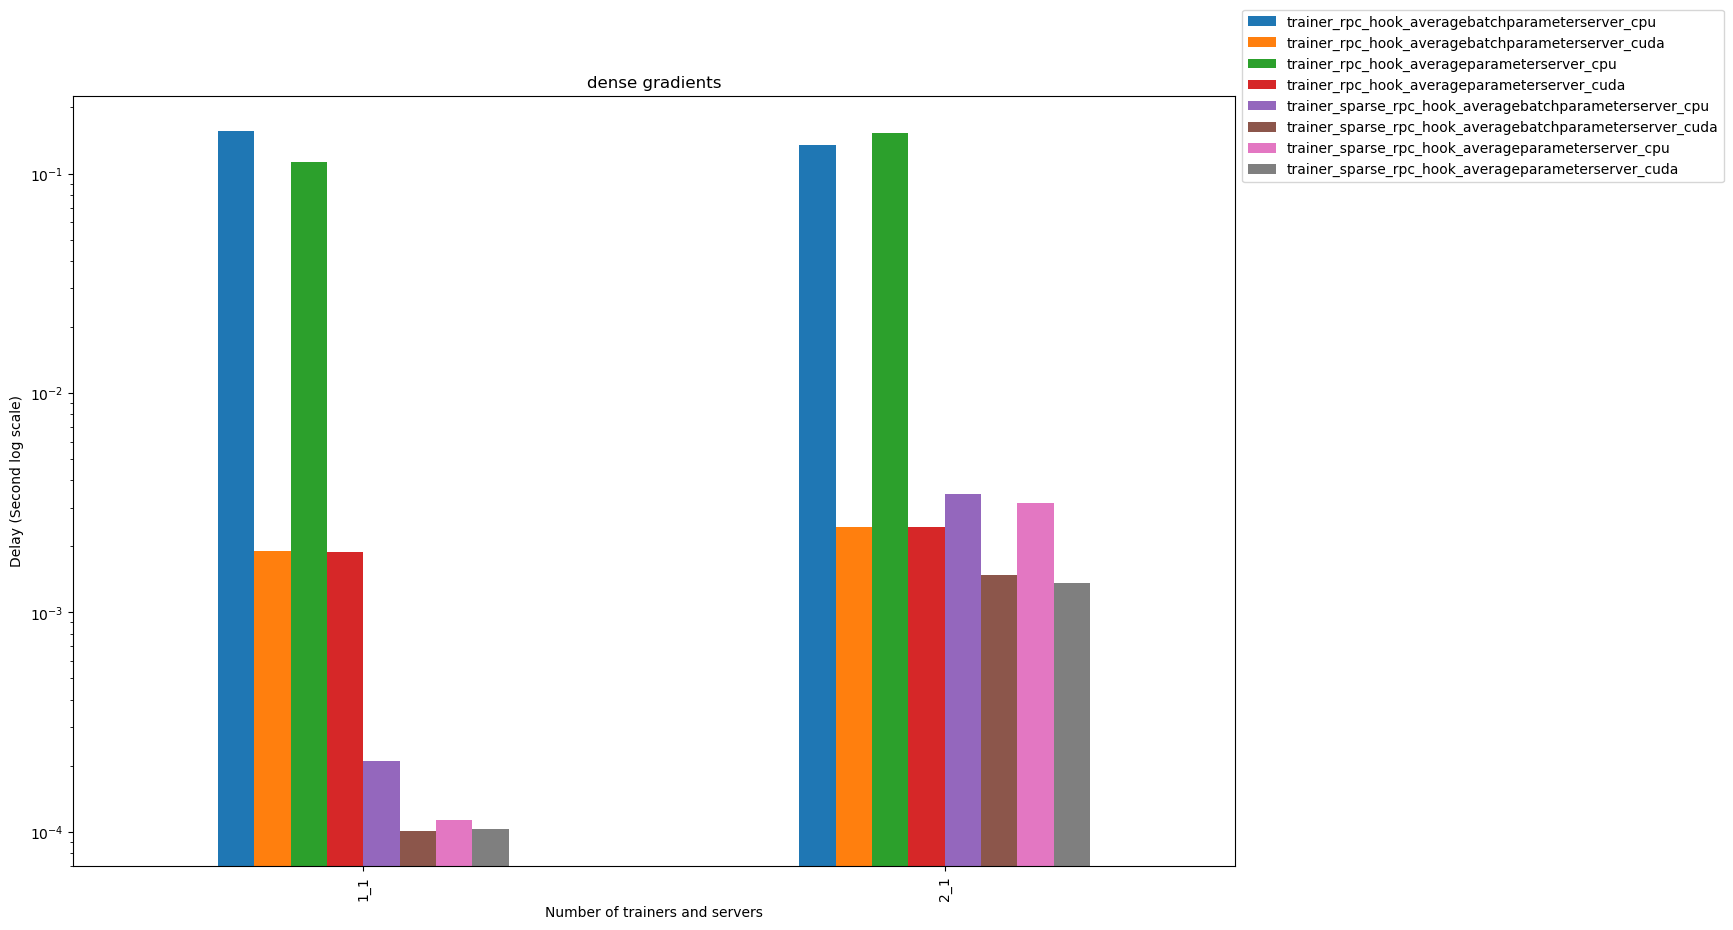 dense gradients
trainer_rpc_hook_averagebatchparameterserver_cpu
trainer_rpc_hook_averagebatchparameterserver_cuda
trainer_rpc_hook_averageparameterserver_cpu
trainer_rpc_hook_averageparameterserver_cuda
trainer_sparse_rpc_hook_averagebatchparameterserver_cpu
trainer_sparse_rpc_hook_averagebatchparameterserver_cuda
trainer_sparse_rpc_hook_averageparameterserver_cpu
trainer_sparse_rpc_hook_averageparameterserver_cuda
Delay (Second log scale)
10⁻¹
10⁻²
10⁻³
10⁻⁴
1_1
2_1
Number of trainers and servers